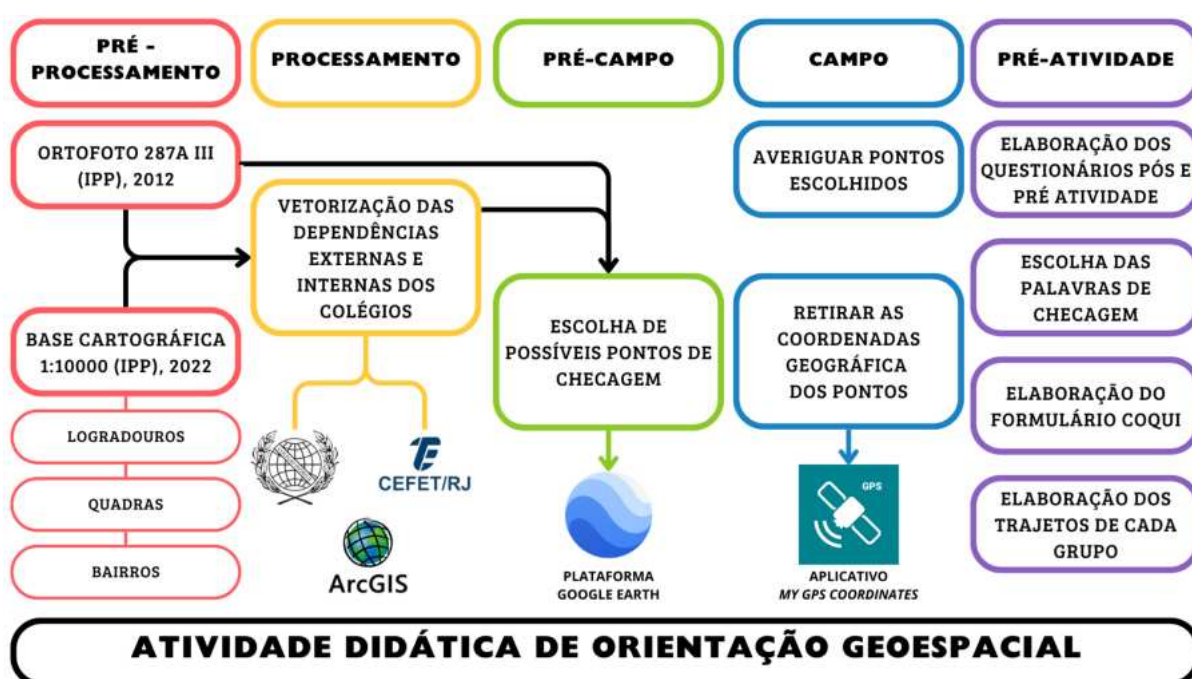 PRÉ -
PROCESSAMENTO
PROCESSAMENTO
PRÉ-CAMPO
CAMPO
PRÉ-ATIVIDADE
ORTOFOTO 287A III
(IPP), 2012
BASE CARTOGRÁFICA
1:10000 (IPP), 2022
LOGRADOUROS
QUADRAS
BAIRROS
VETORIZAÇÃO DAS
DEPENDÊNCIAS
EXTERNAS E
INTERNAS DOS
COLÉGIOS
CEFET/RJ
ArcGIS
ESCOLHA DE
POSSÍVEIS PONTOS DE
CHECAGEM
PLATAFORMA
GOOGLE EARTH
AVERIGUAR PONTOS
ESCOLHIDOS
RETIRAR AS
COORDENADAS
GEOGRÁFICA
DOS PONTOS
GPS
APLICATIVO
MY GPS COORDINATES
ELABORAÇÃO DOS
QUESTIONÁRIOS PÓS E
PRÉ ATIVIDADE
ESCOLHA DAS
PALAVRAS DE
CHECAGEM
ELABORAÇÃO DO
FORMULÁRIO COQUI
ELABORAÇÃO DOS
TRAJETOS DE CADA
GRUPO
ATIVIDADE DIDÁTICA DE ORIENTAÇÃO GEOESPACIAL